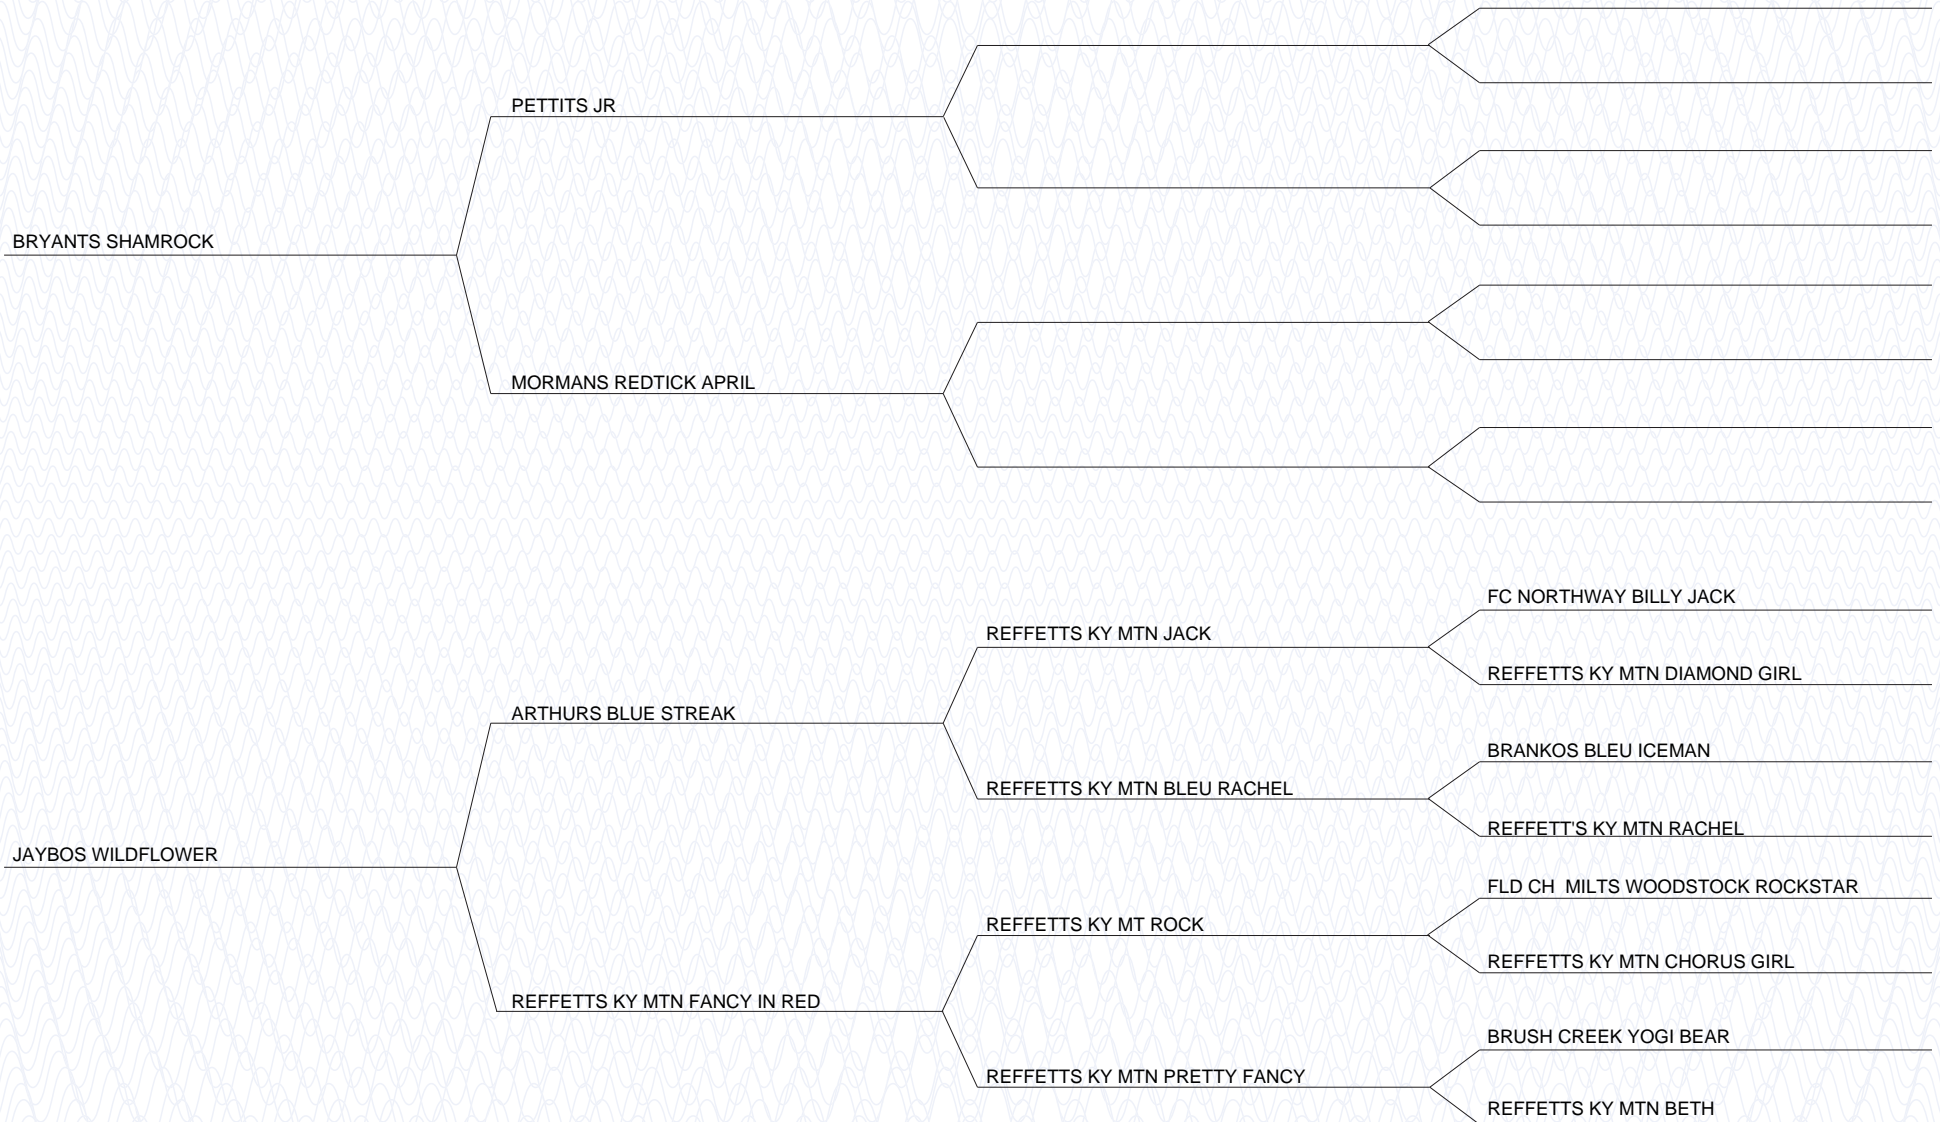 PETTITS JR
BRYANTS SHAMROCK
MORMANS REDTICK APRIL
FC NORTHWAY BILLY JACK
REFFETTS KY MTN JACK
REFFETTS KY MTN DIAMOND GIRL
ARTHURS BLUE STREAK
BRANKOS BLEU ICEMAN
REFFETTS KY MTN BLEU RACHEL
REFFETT'S KY MTN RACHEL
JAYBOS WILDFLOWER
FLD CH  MILTS WOODSTOCK ROCKSTAR
REFFETTS KY MT ROCK
REFFETTS KY MTN CHORUS GIRL
REFFETTS KY MTN FANCY IN RED
BRUSH CREEK YOGI BEAR
REFFETTS KY MTN PRETTY FANCY
REFFETTS KY MTN BETH